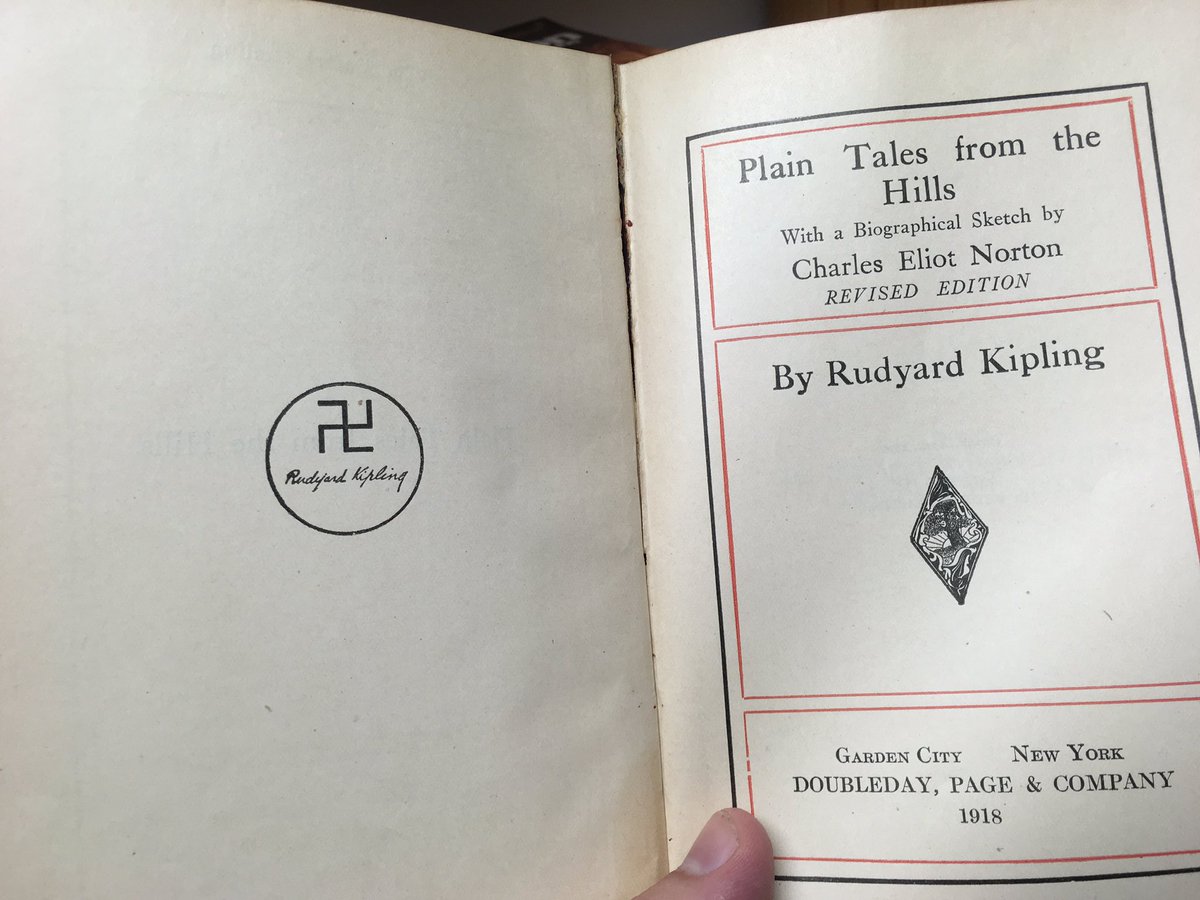 Rudyard Kipling
Plain Tales from the
Hills
With a Biographical Sketch by
Charles Eliot Norton
REVISED EDITION
By Rudyard Kipling
GARDEN CITY NEW YORK
DOUBLEDAY, PAGE & COMPANY
1918